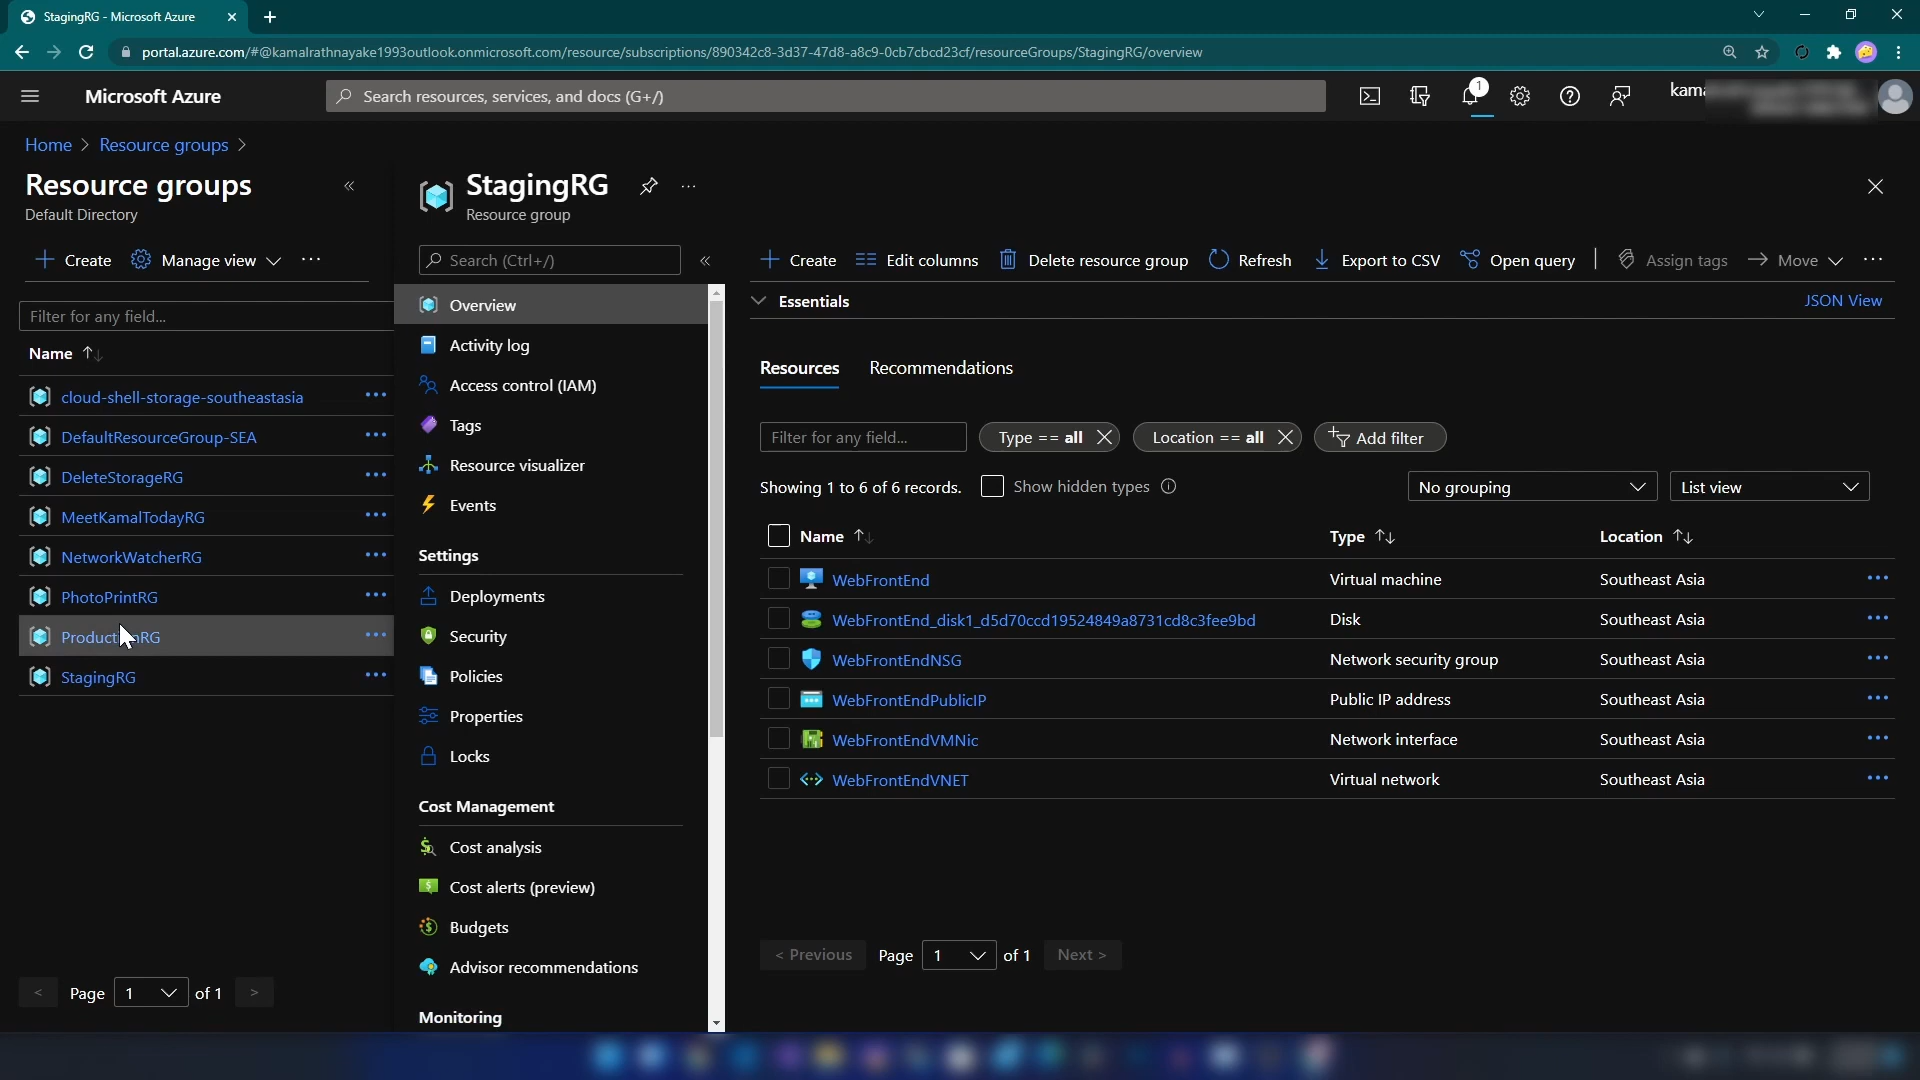 StagingRG - Microsoft Azure
portal.azure.com/#@kamalrathnayake1993outlook.onmicrosoft.com/resource/subscriptions/890342c8-3d37-47d8-a8c9-0cb7cbcd23cf/resourceGroups/StagingRG/overview
Microsoft Azure
Search resources, services, and docs (G+/)
1
kama
Home > Resource groups >
Resource groups
Default Directory
Create
Manage view
Filter for any field...
Name
cloud-shell-storage-southeastasia
DefaultResourceGroup-SEA
DeleteStorageRG
MeetKamalTodayRG
NetworkWatcherRG
PhotoPrintRG
ProductionRG
StagingRG
< Page 1 of 1 >
StagingRG
Resource group
Search (Ctrl+/)
Overview
Activity log
Access control (IAM)
Tags
Resource visualizer
Events
Settings
Deployments
Security
Policies
Properties
Locks
Cost Management
Cost analysis
Cost alerts (preview)
Budgets
Advisor recommendations
Monitoring
Create Edit columns Delete resource group Refresh Export to CSV Open query Assign tags Move
Essentials JSON View
Resources Recommendations
Filter for any field... Type == all Location == all Add filter
Showing 1 to 6 of 6 records. Show hidden types No grouping List view
Name Type Location
WebFrontEnd Virtual machine Southeast Asia
WebFrontEnd_disk1_d5d70ccd19524849a8731cd8c3fee9bd Disk Southeast Asia
WebFrontEndNSG Network security group Southeast Asia
WebFrontEndPublicIP Public IP address Southeast Asia
WebFrontEndVMNic Network interface Southeast Asia
WebFrontEndVNET Virtual network Southeast Asia
< Previous Page 1 of 1 Next >